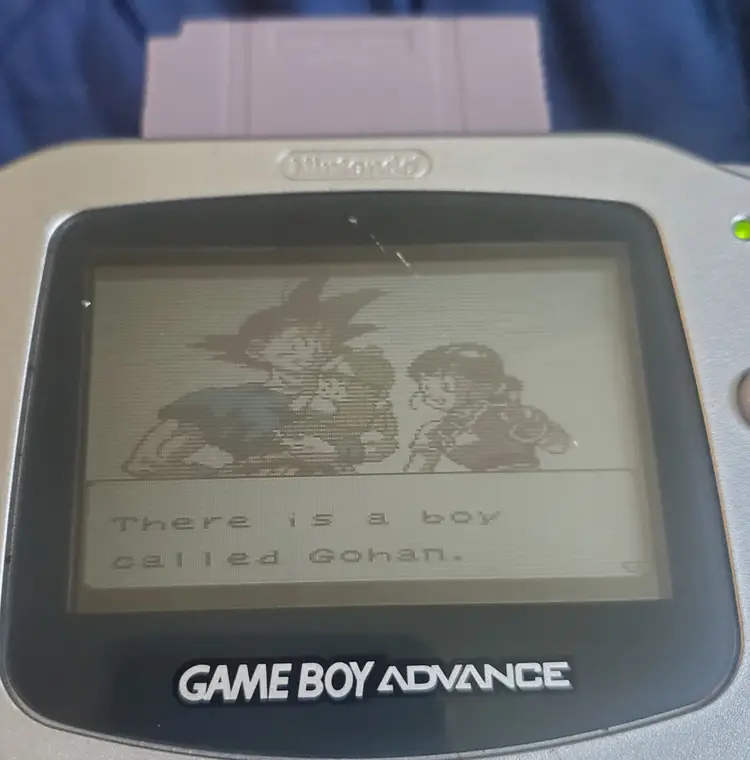 Nintendo
There is a boy
called Gohan.
GAME BOY ADVANCE